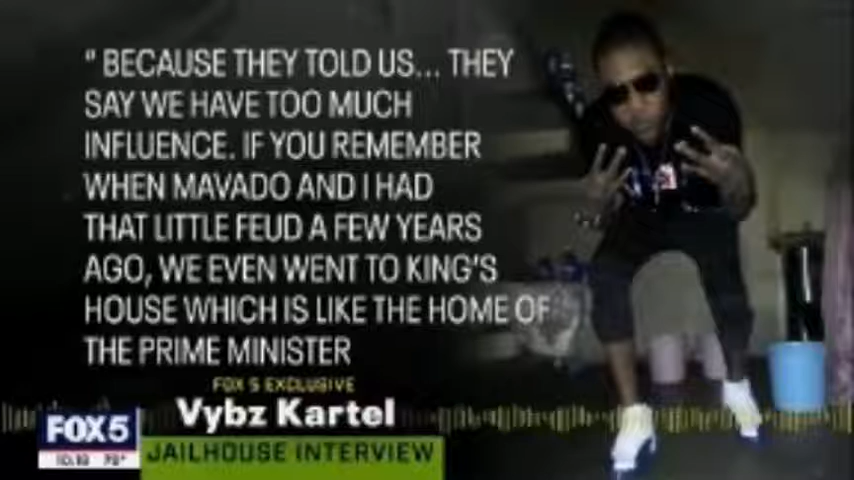 " BECAUSE THEY TOLD US... THEY
SAY WE HAVE TOO MUCH
INFLUENCE. IF YOU REMEMBER
WHEN MAVADO AND I HAD
THAT LITTLE FEUD A FEW YEARS
AGO, WE EVEN WENT TO KING'S
HOUSE WHICH IS LIKE THE HOME OF
THE PRIME MINISTER
FOX 5 EXCLUSIVE
Vybz Kartel
FOX 5
JAILHOUSE INTERVIEW